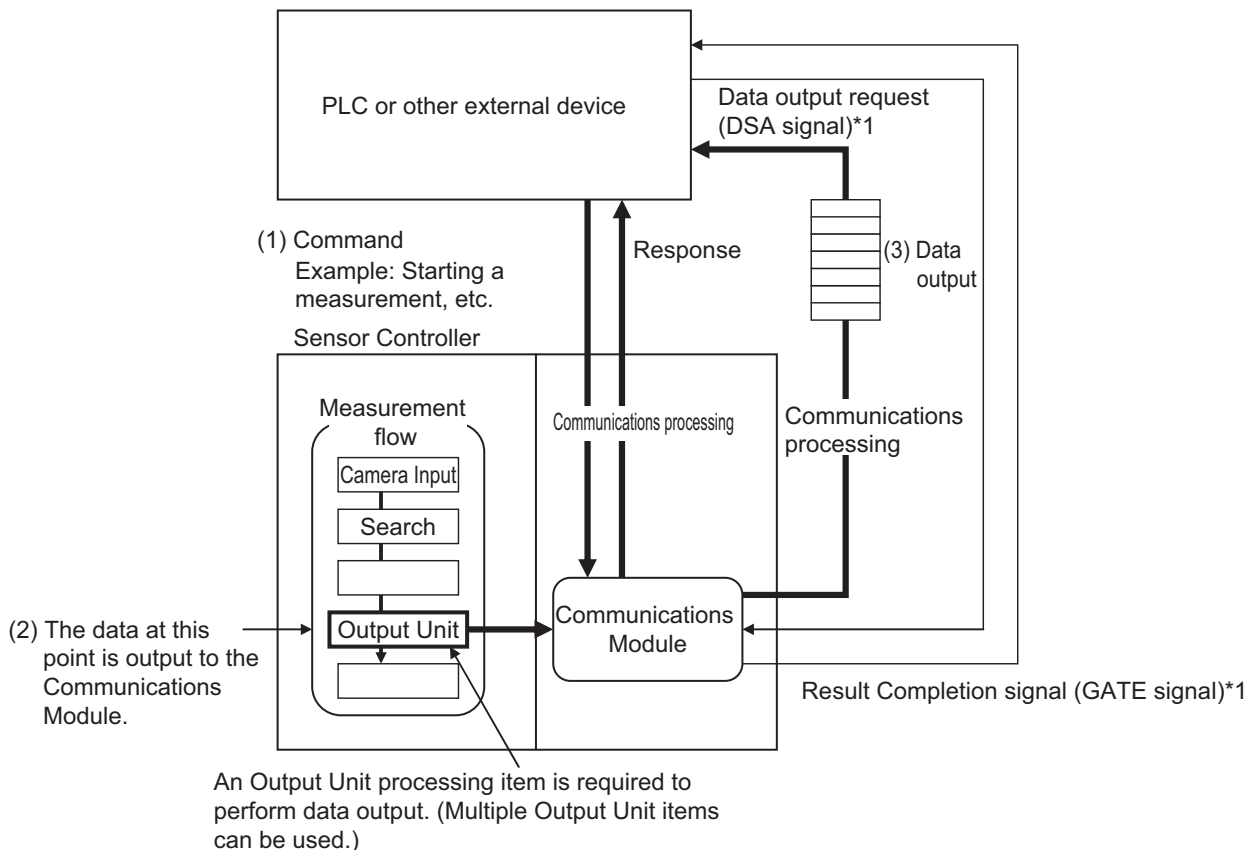 PLC or other external device
Data output request
(DSA signal)*1
(1) Command
Example: Starting a
measurement, etc.
Response
(3) Data
output
Sensor Controller
Measurement
flow
Communications processing
Communications
processing
Camera Input
Search
Output Unit
Communications
Module
(2) The data at this
point is output to the
Communications
Module.
Result Completion signal (GATE signal)*1
An Output Unit processing item is required to
perform data output. (Multiple Output Unit items
can be used.)